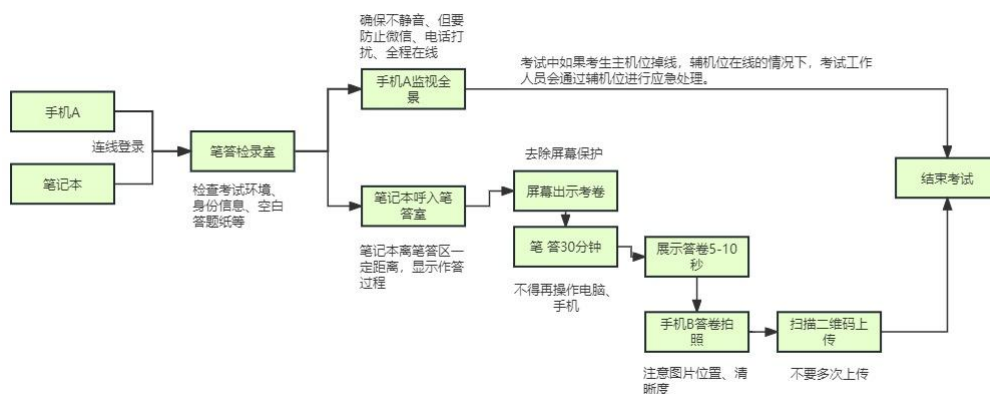 确保不静音、但要
防止微信、电话打
扰、全程在线
考试中如果考生主机位掉线，辅机位在线的情况下，考试工作
人员会通过辅机位进行应急处理。
手机A监视全
景
手机A
连线登录
笔记本
笔答检录室
检查考试环境、
身份信息、空白
答题纸等
去除屏幕保护
屏幕出示考卷
结束考试
笔记本呼入笔
答室
笔记本离笔答区一
定距离，显示作答
过程
笔 答30分钟
不得再操作电脑、
手机
展示答卷5-10
秒
手机B答卷拍
照
注意图片位置、清
晰度
扫描二维码上
传
不要多次上传